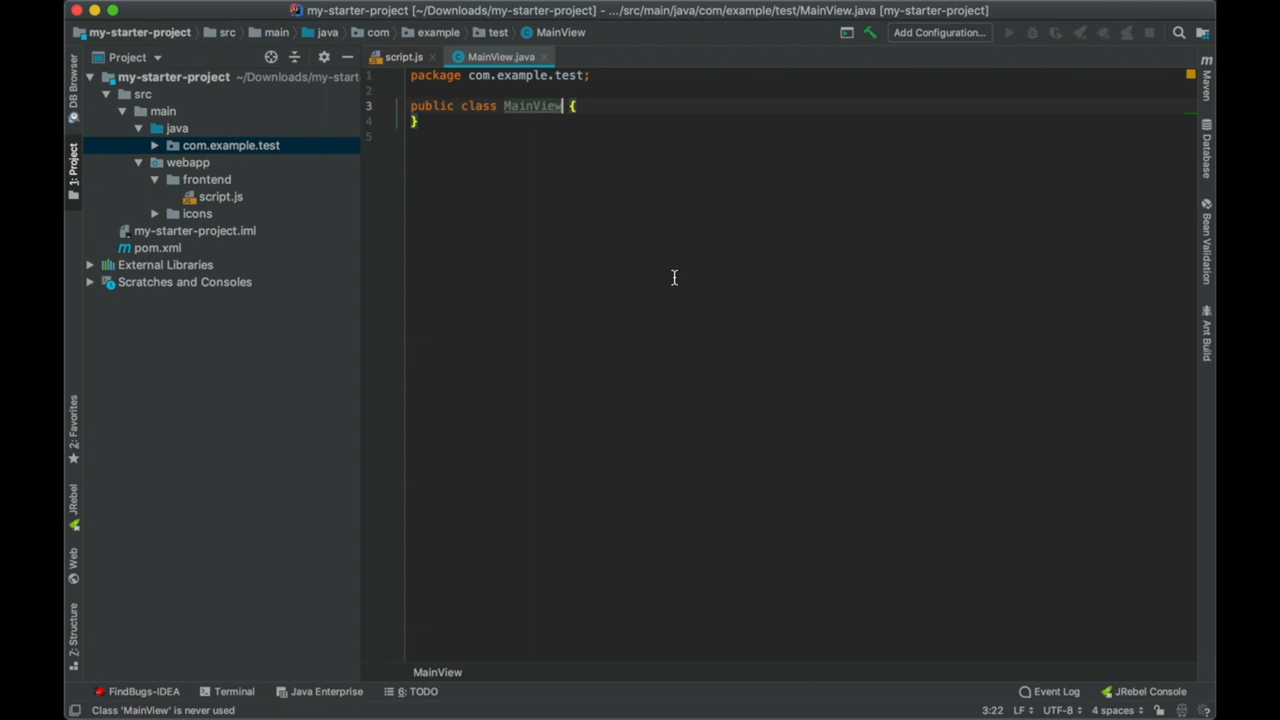 my-starter-project [~/Downloads/my-starter-project] - .../src/main/java/com/example/test/MainView.java [my-starter-project]
my-starter-project src main java com example test MainView
Add Configuration...
Project
script.js
MainView.java
my-starter-project ~/Downloads/my-start
src
main
java
com.example.test
webapp
frontend
script.js
icons
my-starter-project.iml
pom.xml
External Libraries
Scratches and Consoles
DB Browser
1: Project
2: Favorites
JRebel
Web
Z: Structure
1 package com.example.test;
2
3 public class MainView {
4 }
5
Maven
Database
Bean Validation
Ant Build
MainView
FindBugs-IDEA
Terminal
Java Enterprise
6: TODO
Event Log
JRebel Console
Class 'MainView' is never used
3:22 LF UTF-8 4 spaces